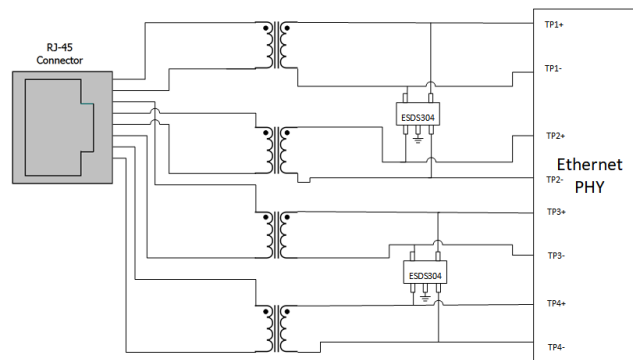 RJ-45
Connector
TP1+
TP1-
ESDS304
TP2+
Ethernet
PHY
TP2-
TP3+
TP3-
ESDS304
TP4+
TP4-